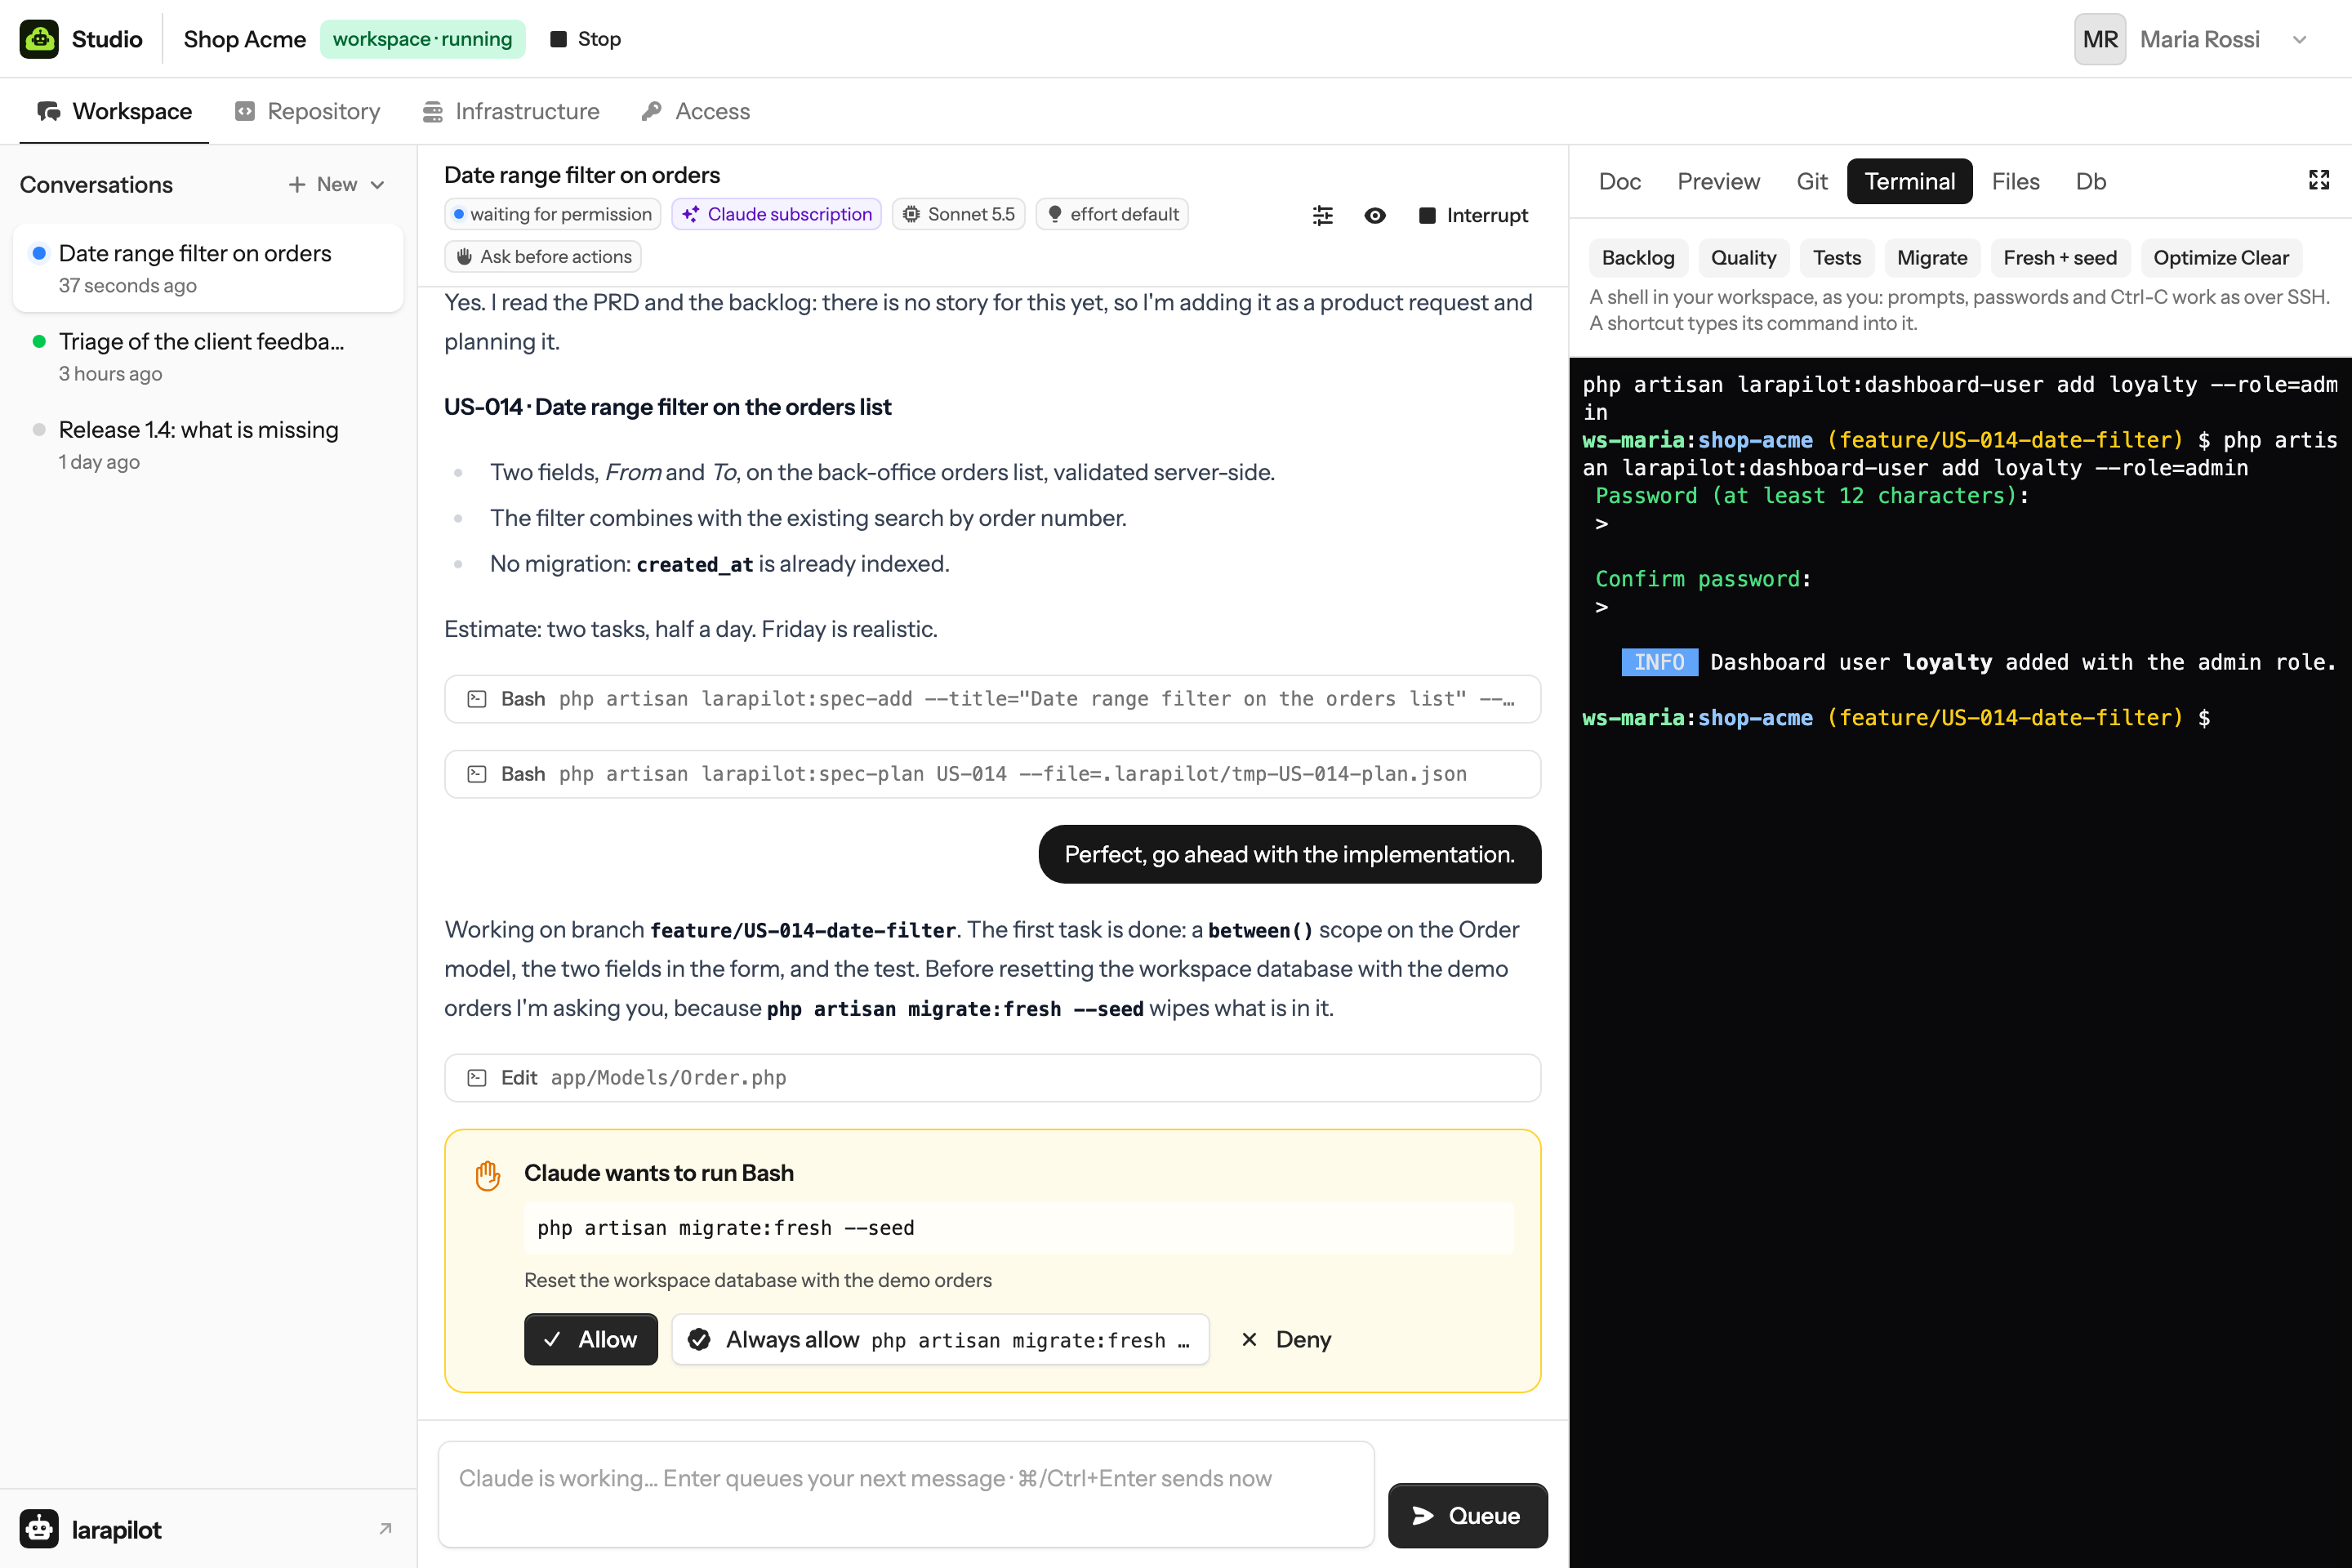 Studio
Shop Acme
workspace · running
Stop
MR
Maria Rossi
Workspace
Repository
Infrastructure
Access
Conversations
New
Date range filter on orders
37 seconds ago
Triage of the client feedba...
3 hours ago
Release 1.4: what is missing
1 day ago
larapilot
Date range filter on orders
waiting for permission
Claude subscription
Sonnet 5.5
effort default
Ask before actions
Interrupt
Yes. I read the PRD and the backlog: there is no story for this yet, so I'm adding it as a product request and
planning it.
US-014 · Date range filter on the orders list
Two fields, From and To, on the back-office orders list, validated server-side.
The filter combines with the existing search by order number.
No migration: created_at is already indexed.
Estimate: two tasks, half a day. Friday is realistic.
Bash php artisan larapilot:spec-add --title="Date range filter on the orders list" --…
Bash php artisan larapilot:spec-plan US-014 --file=.larapilot/tmp-US-014-plan.json
Perfect, go ahead with the implementation.
Working on branch feature/US-014-date-filter. The first task is done: a between() scope on the Order
model, the two fields in the form, and the test. Before resetting the workspace database with the demo
orders I'm asking you, because php artisan migrate:fresh --seed wipes what is in it.
Edit app/Models/Order.php
Claude wants to run Bash
php artisan migrate:fresh --seed
Reset the workspace database with the demo orders
Allow
Always allow php artisan migrate:fresh …
Deny
Claude is working... Enter queues your next message · ⌘/Ctrl+Enter sends now
Queue
Doc
Preview
Git
Terminal
Files
Db
Backlog
Quality
Tests
Migrate
Fresh + seed
Optimize Clear
A shell in your workspace, as you: prompts, passwords and Ctrl-C work as over SSH.
A shortcut types its command into it.
php artisan larapilot:dashboard-user add loyalty --role=adm
in
ws-maria:shop-acme (feature/US-014-date-filter) $ php artis
an larapilot:dashboard-user add loyalty --role=admin
Password (at least 12 characters):
>
Confirm password:
>
INFO Dashboard user loyalty added with the admin role.
ws-maria:shop-acme (feature/US-014-date-filter) $